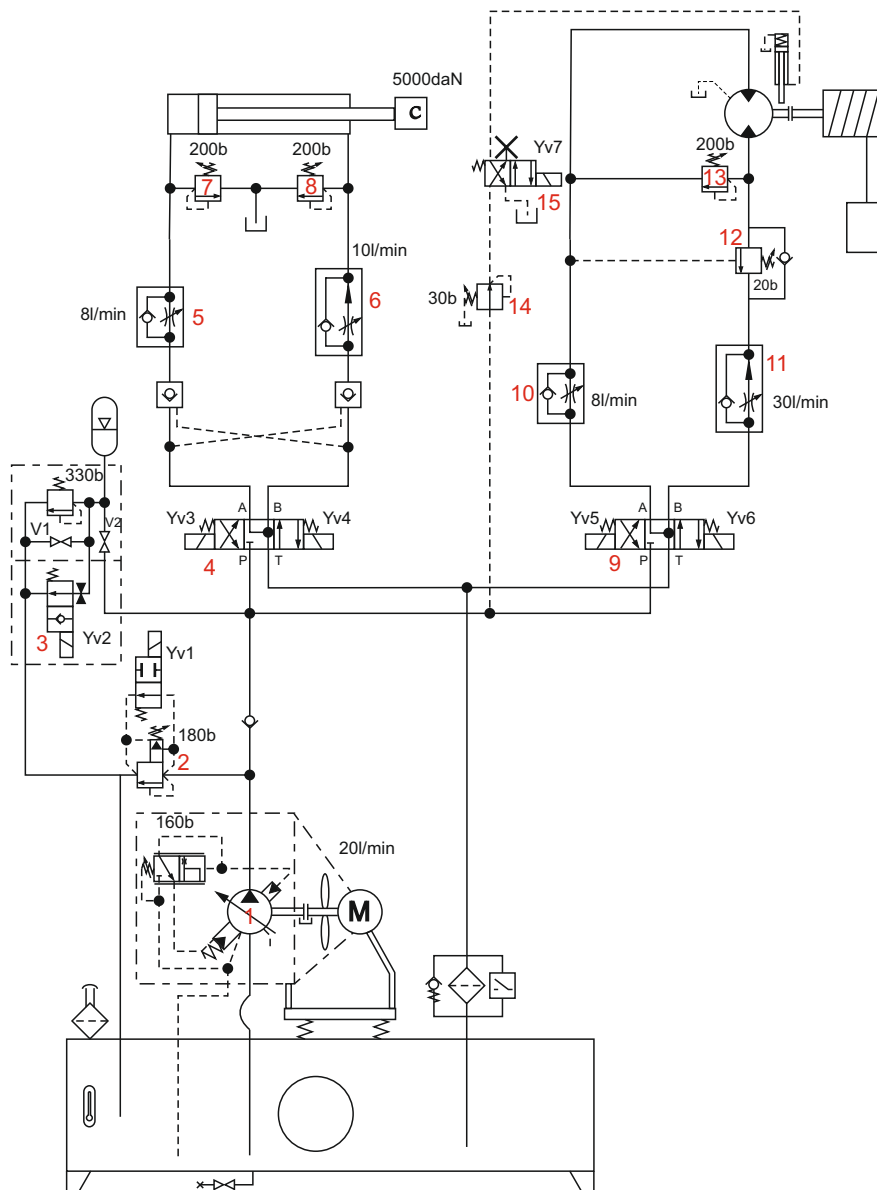 5000daN
C
Yv7
200b
200b
200b
7
8
13
15
12
10l/min
20b
30b
14
8l/min
5
6
10
8l/min
11
30l/min
330b
V1
V2
A
B
Yv3
Yv4
4
P
T
A
B
Yv5
Yv6
9
P
T
3
Yv2
Yv1
180b
2
160b
20l/min
1
M